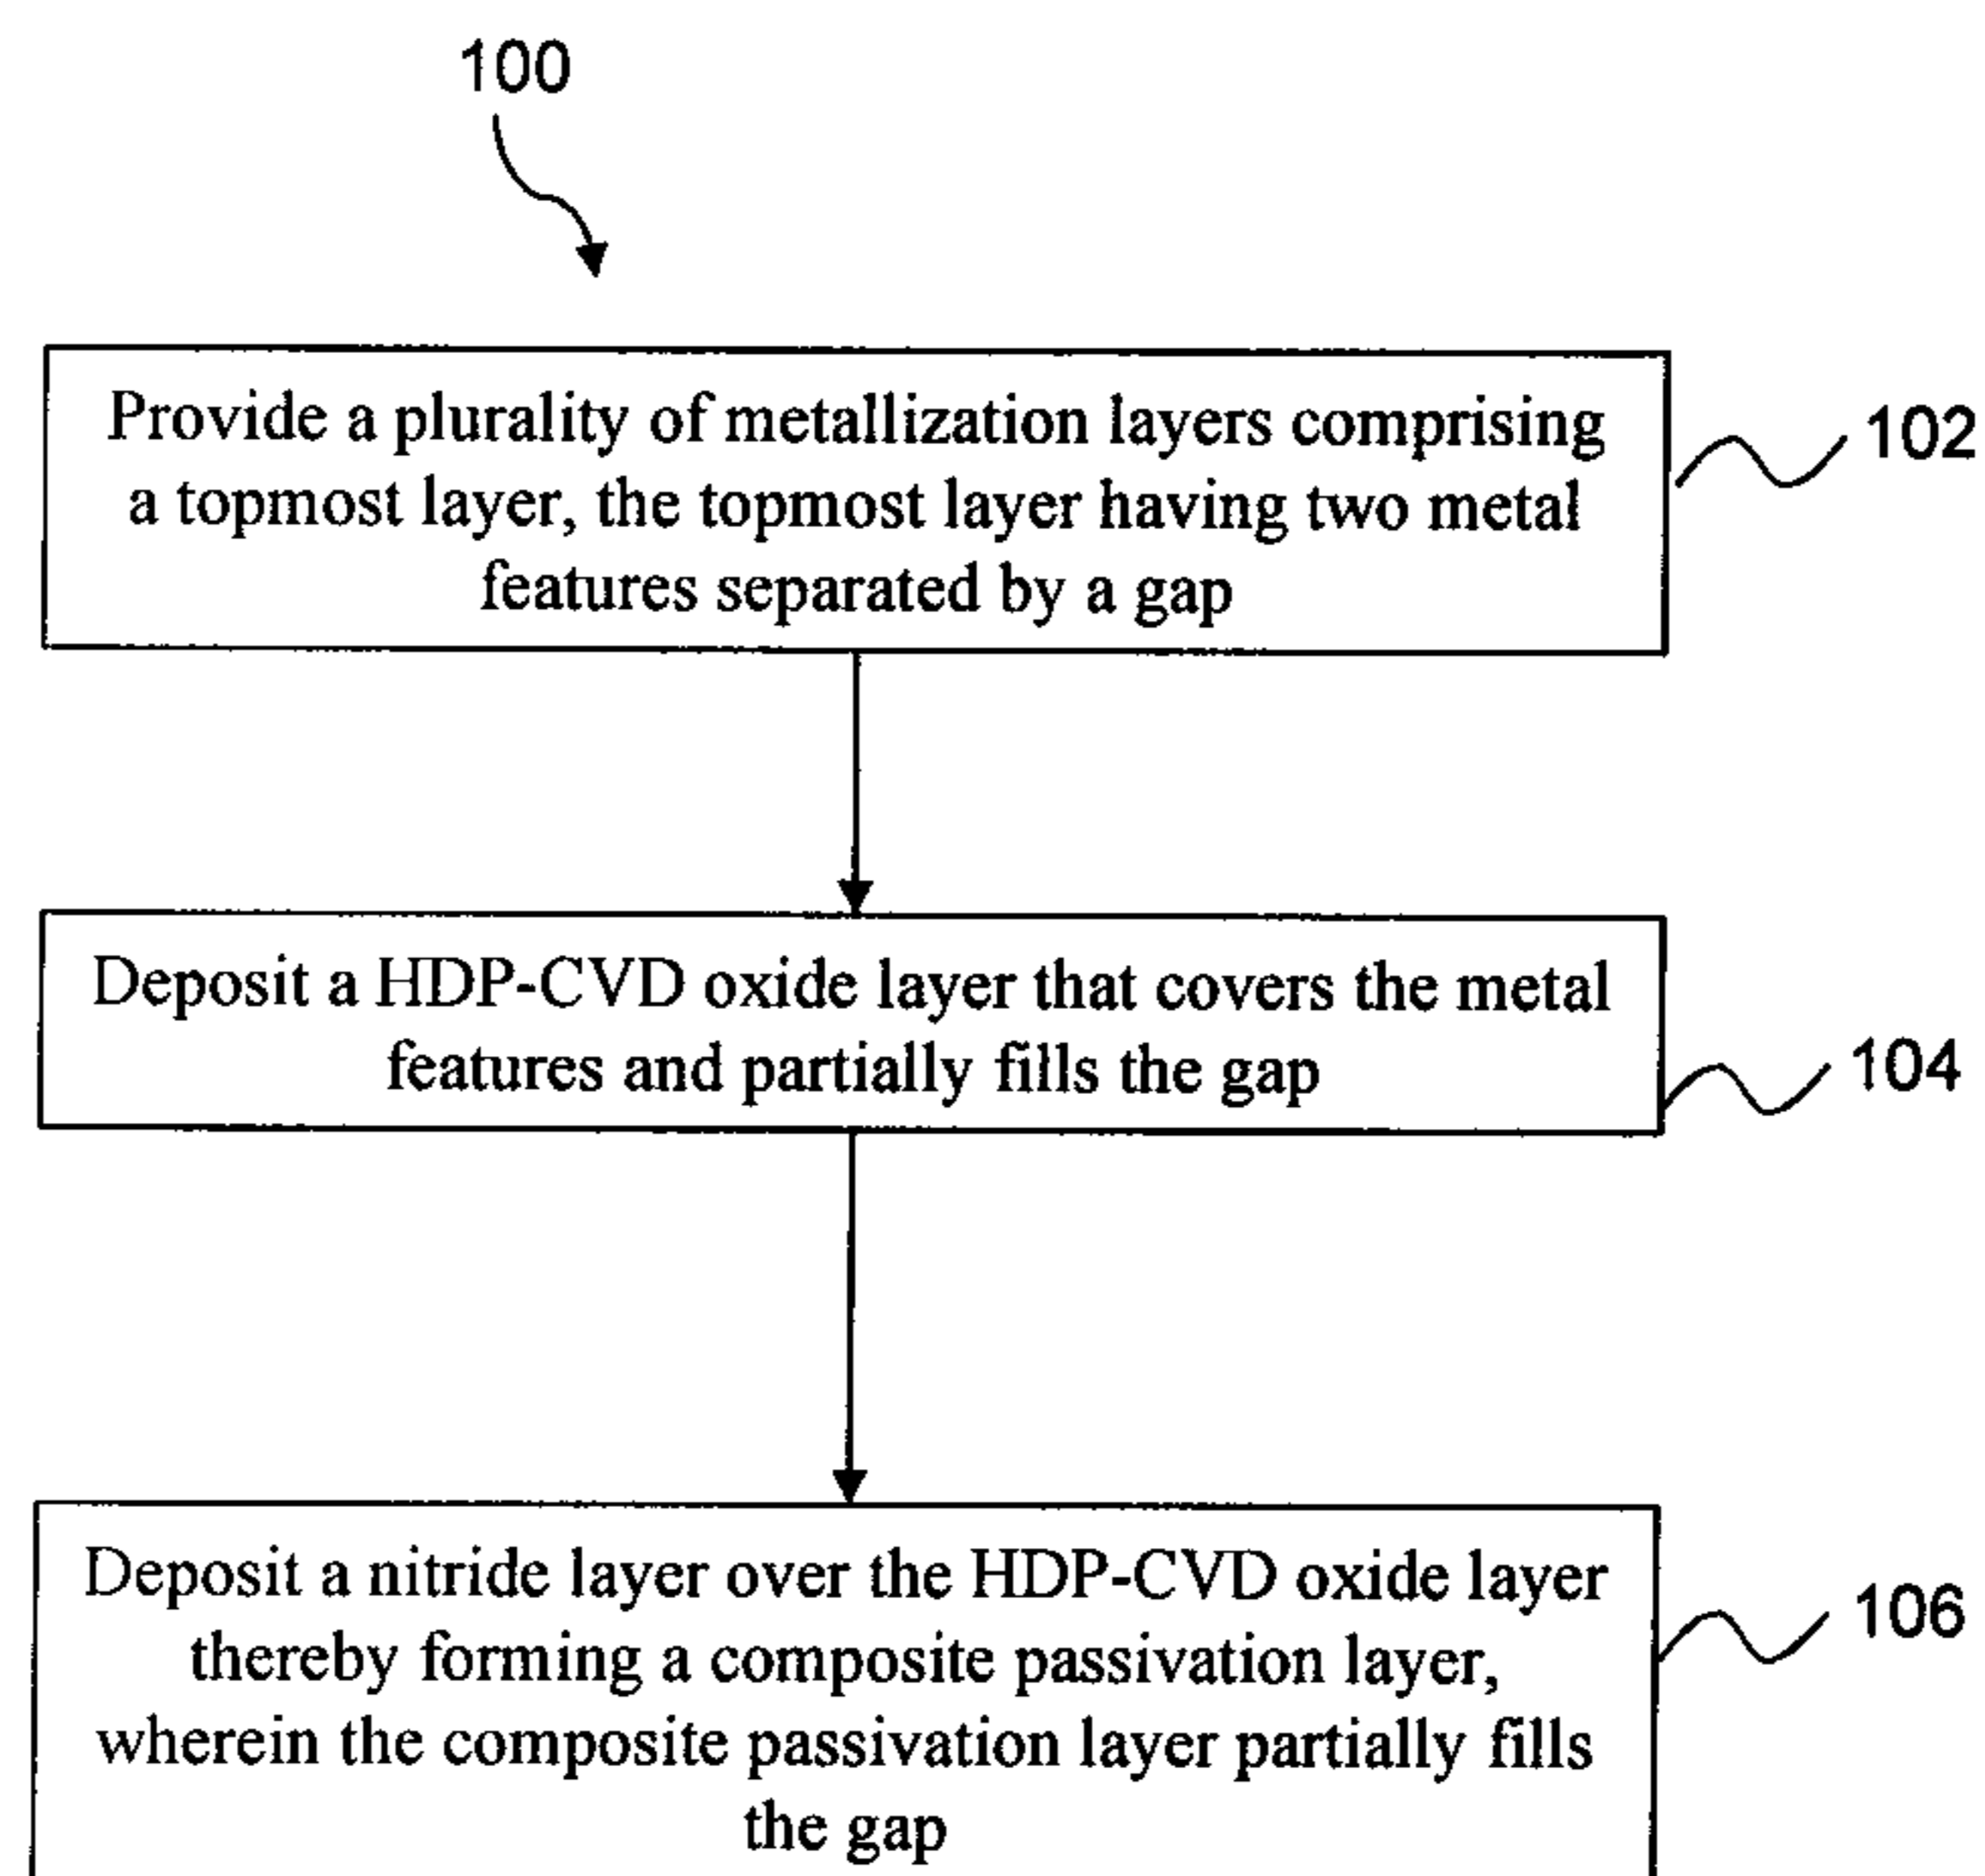 100
Provide a plurality of metallization layers comprising
a topmost layer, the topmost layer having two metal
features separated by a gap
102
Deposit a HDP-CVD oxide layer that covers the metal
features and partially fills the gap
104
Deposit a nitride layer over the HDP-CVD oxide layer
thereby forming a composite passivation layer,
wherein the composite passivation layer partially fills
the gap
106